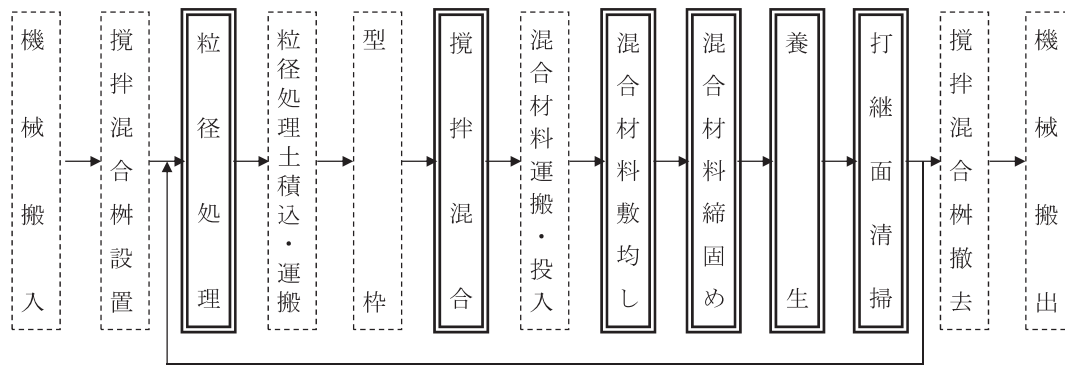 機械搬入
攪拌混合桝設置
粒径処理
粒径処理土積込・運搬
型枠
攪拌混合
混合材料運搬・投入
混合材料敷均し
混合材料締固め
養生
打継面清掃
攪拌混合桝撤去
機械搬出